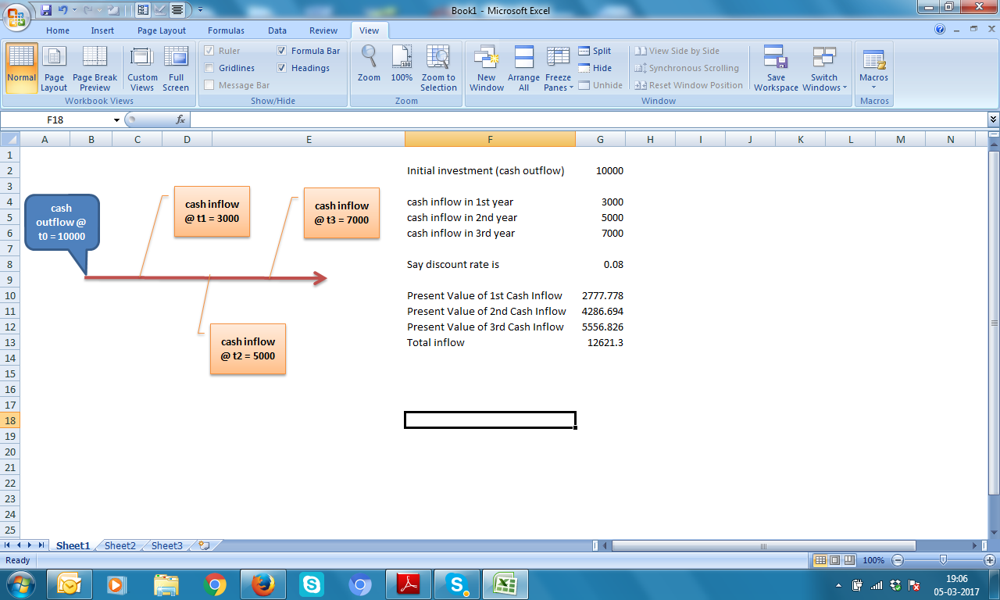 Book1 - Microsoft Excel
Home Insert Page Layout Formulas Data Review View
Normal
Page Layout
Page Break Preview
Custom Views
Full Screen
Workbook Views
Ruler
Formula Bar
Gridlines
Headings
Message Bar
Show/Hide
Zoom
100
100%
Zoom to Selection
Zoom
New Window
Arrange All
Freeze Panes
Split
Hide
Unhide
View Side by Side
Synchronous Scrolling
Reset Window Position
Window
Save Workspace
Switch Windows
Macros
Macros
F18
fx
A B C D E F G H I J K L M N
1
2 Initial investment (cash outflow) 10000
3
4 cash inflow in 1st year 3000
5 cash inflow in 2nd year 5000
6 cash inflow in 3rd year 7000
7
8 Say discount rate is 0.08
9
10 Present Value of 1st Cash Inflow 2777.778
11 Present Value of 2nd Cash Inflow 4286.694
12 Present Value of 3rd Cash Inflow 5556.826
13 Total inflow 12621.3
14
15
16
17
18
19
20
21
22
23
24
25
cash
outflow @
t0 = 10000
cash inflow
@ t1 = 3000
cash inflow
@ t3 = 7000
cash inflow
@ t2 = 5000
Sheet1 Sheet2 Sheet3
Ready
100%
19:06
05-03-2017